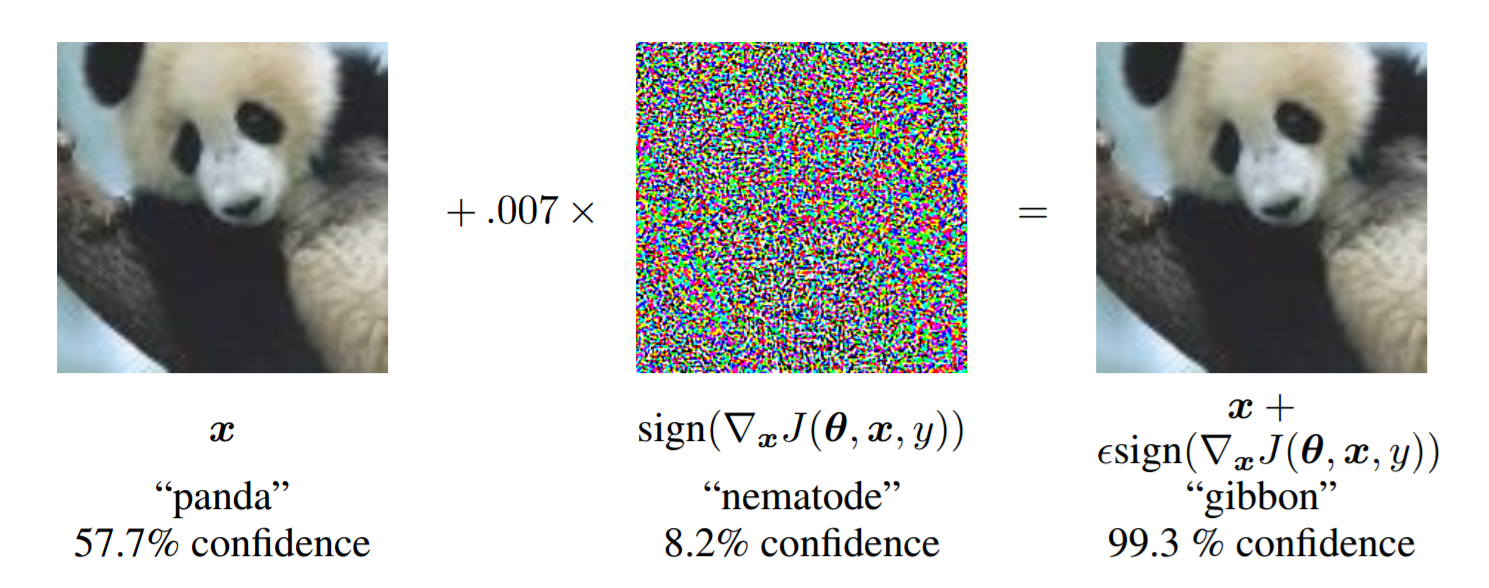 + .007 ×
=
x
“panda”
57.7% confidence
sign(∇ₓJ(θ, x, y))
“nematode”
8.2% confidence
x +
ϵsign(∇ₓJ(θ, x, y))
“gibbon”
99.3 % confidence